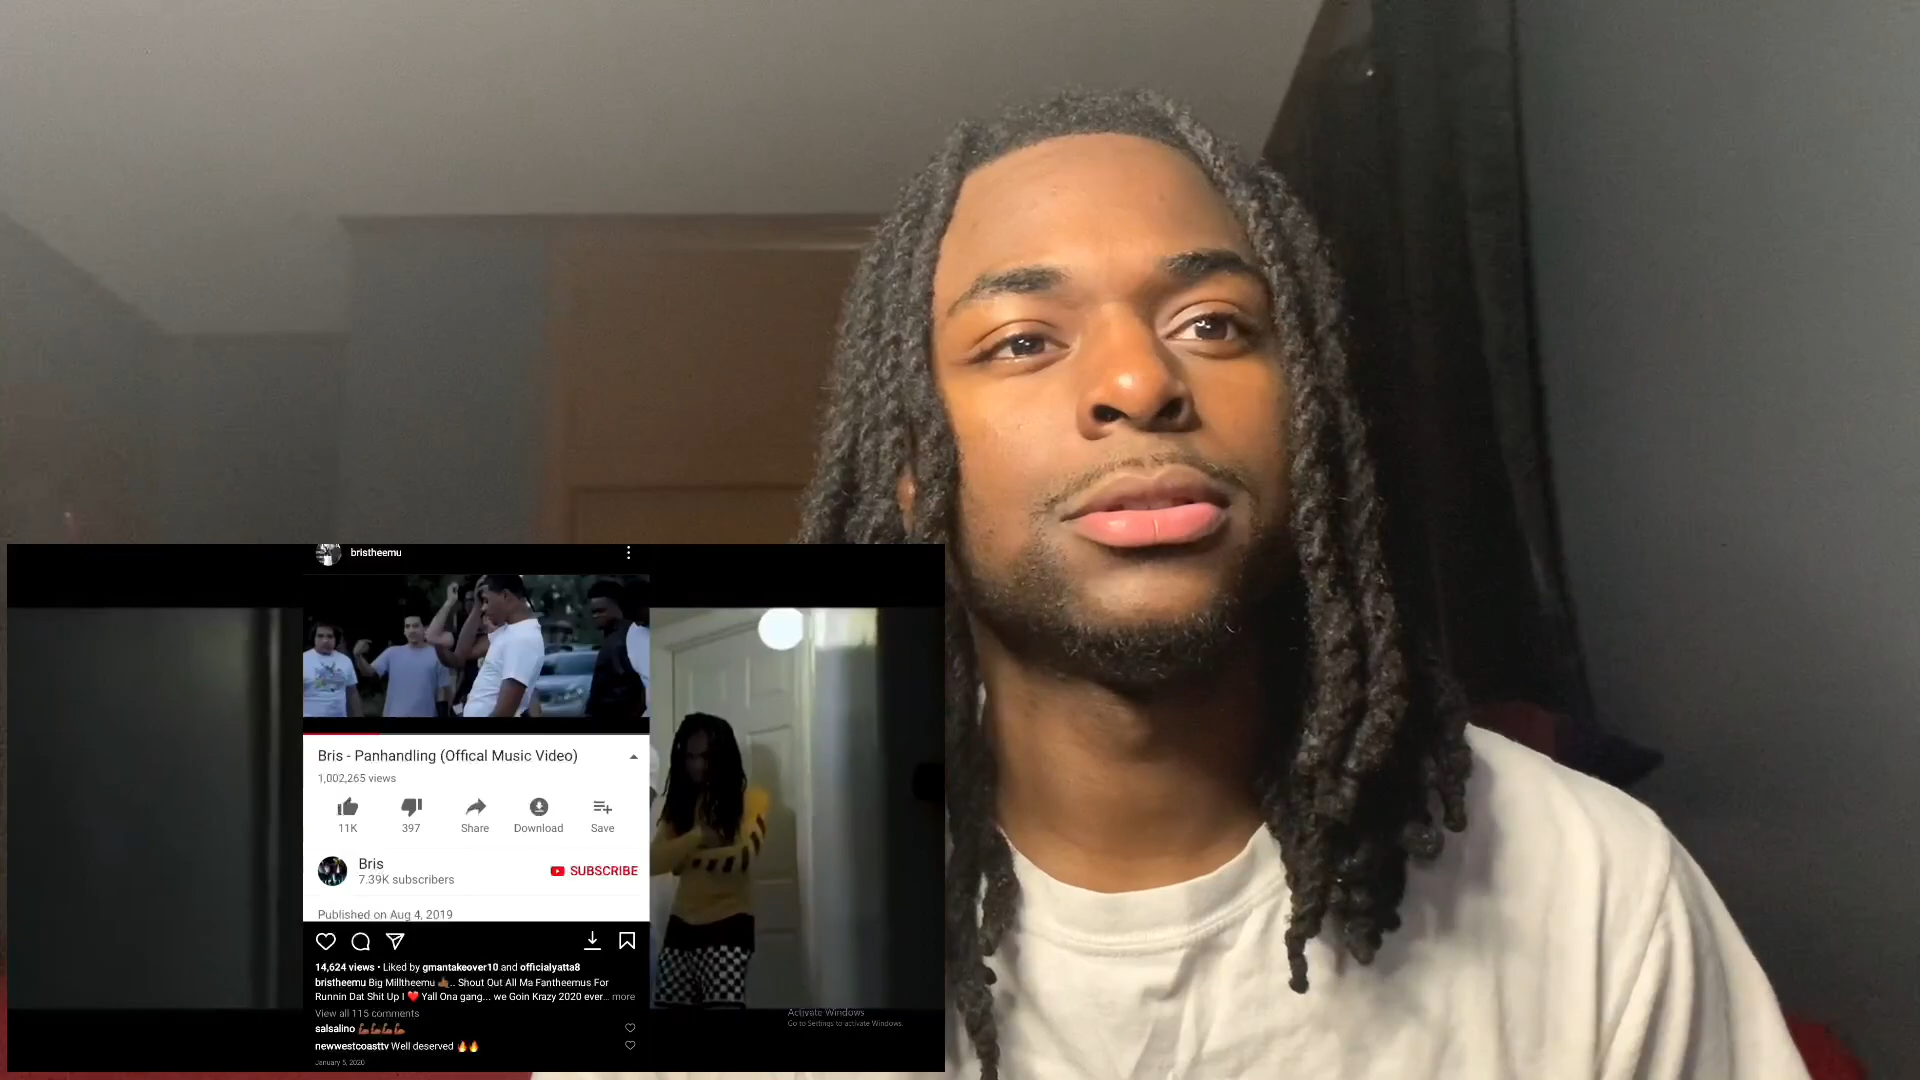 bristheemu
Bris - Panhandling (Offical Music Video)
1,002,265 views
11K
397
Share
Download
Save
Bris
7.39K subscribers
SUBSCRIBE
Published on Aug 4, 2019
14,624 views • Liked by gmantakeover10 and officialyatta8
bristheemu Big Milltheemu 🤙🏾.. Shout Out All Ma Fantheemus For
Runnin Dat Shit Up I ❤️ Yall Ona gang... we Goin Krazy 2020 ever... more
View all 115 comments
salsalino 💪🏾💪🏾💪🏾💪🏾
newwestcoasttv Well deserved 🔥🔥
January 5, 2020
Activate Windows
Go to Settings to activate Windows.